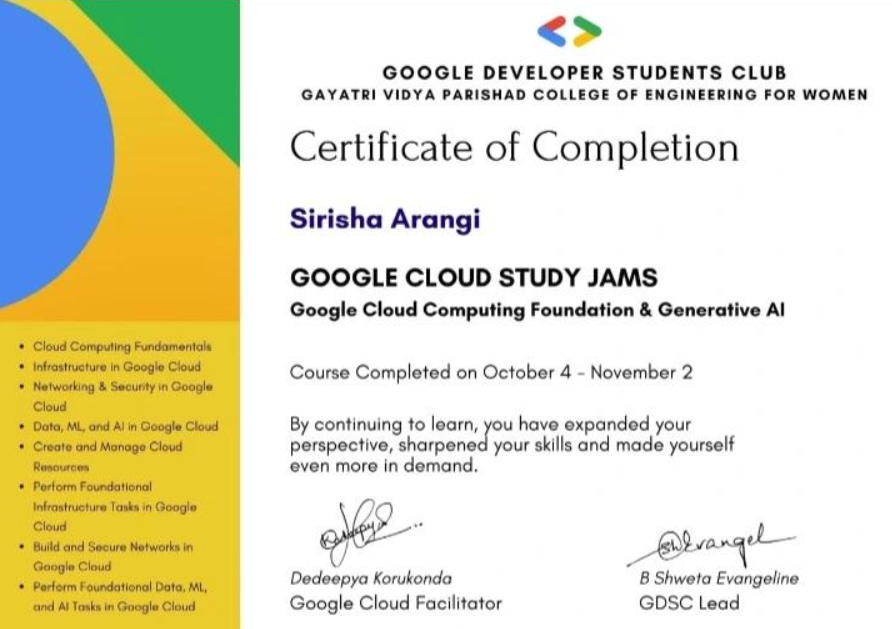 GOOGLE DEVELOPER STUDENTS CLUB
GAYATRI VIDYA PARISHAD COLLEGE OF ENGINEERING FOR WOMEN
Certificate of Completion
Sirisha Arangi
GOOGLE CLOUD STUDY JAMS
Google Cloud Computing Foundation & Generative AI
Course Completed on October 4 - November 2
By continuing to learn, you have expanded your
perspective, sharpened your skills and made yourself
even more in demand.
Dedeepya Korukonda
Google Cloud Facilitator
B Shweta Evangeline
GDSC Lead
• Cloud Computing Fundamentals
• Infrastructure in Google Cloud
• Networking & Security in Google
Cloud
• Data, ML, and AI in Google Cloud
• Create and Manage Cloud
Resources
• Perform Foundational
Infrastructure Tasks in Google
Cloud
• Build and Secure Networks in
Google Cloud
• Perform Foundational Data, ML,
and AI Tasks in Google Cloud